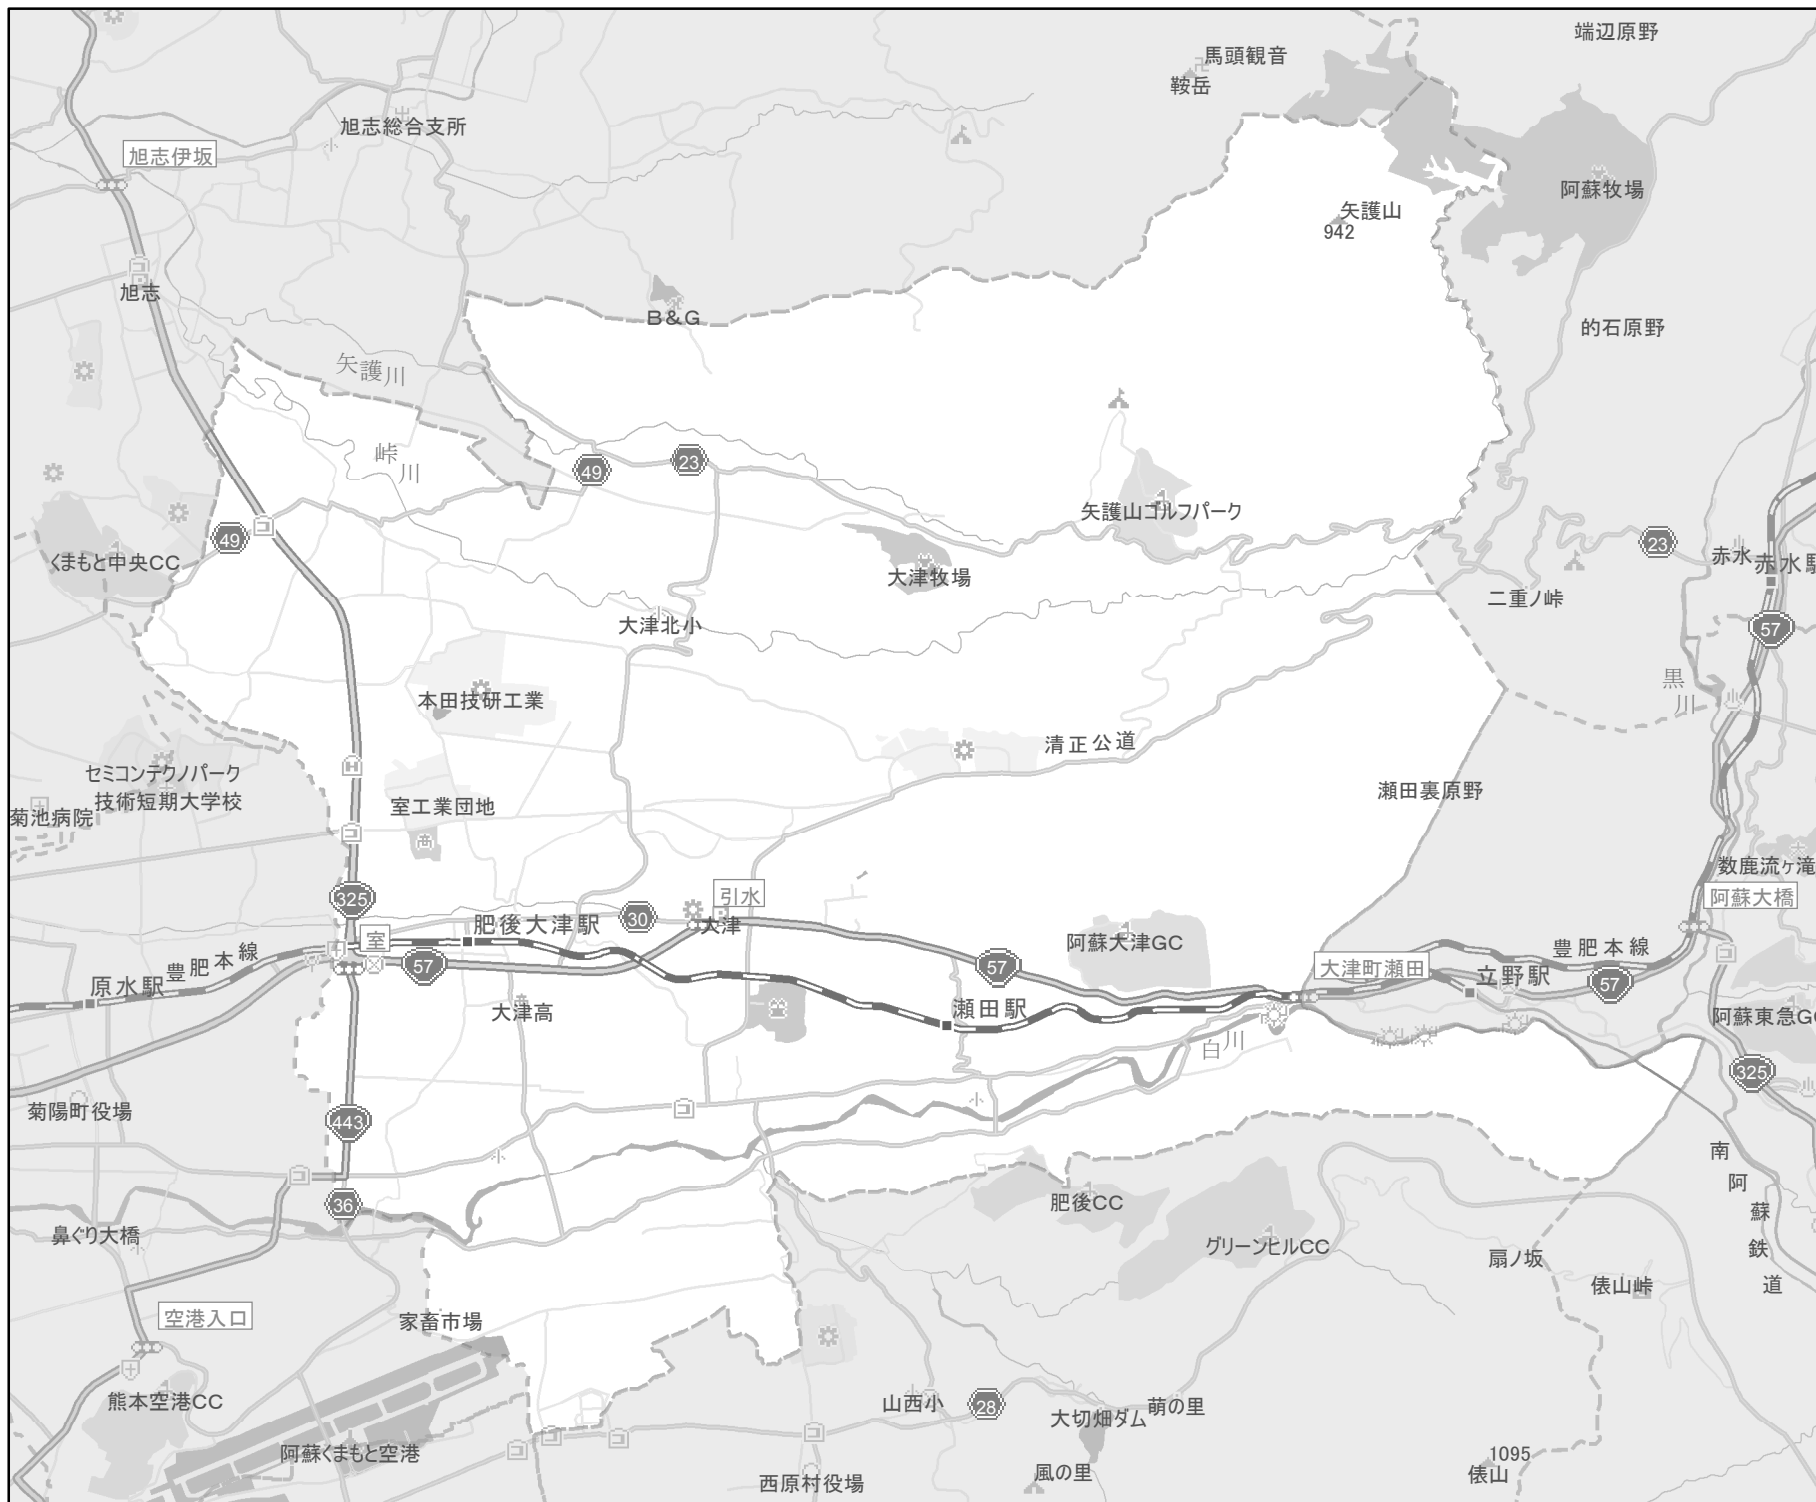 端辺原野
馬頭観音
鞍岳
旭志総合支所
旭志伊坂
阿蘇牧場
矢護山
942
旭志
B&G
的石原野
矢護川
峠川
49
23
矢護山ゴルフパーク
49
23
くまもと中央CC
大津牧場
赤水
赤水駅
二重ノ峠
大津北小
57
黒川
本田技研工業
清正公道
セミコンテクノパーク
技術短期大学校
瀬田裏原野
室工業団地
菊池病院
数鹿流ヶ滝
325
引水
阿蘇大橋
30
大津
肥後大津駅
室
阿蘇大津GC
豊肥本線
豊肥本線
57
57
大津町瀬田
立野駅
57
原水駅
大津高
瀬田駅
阿蘇東急GC
白川
325
菊陽町役場
443
南阿蘇鉄道
36
肥後CC
鼻ぐり大橋
グリーンヒルCC
扇ノ坂
俵山峠
空港入口
家畜市場
熊本空港CC
山西小
28
大切畑ダム
萌の里
阿蘇くまもと空港
1095
俵山
西原村役場
風の里